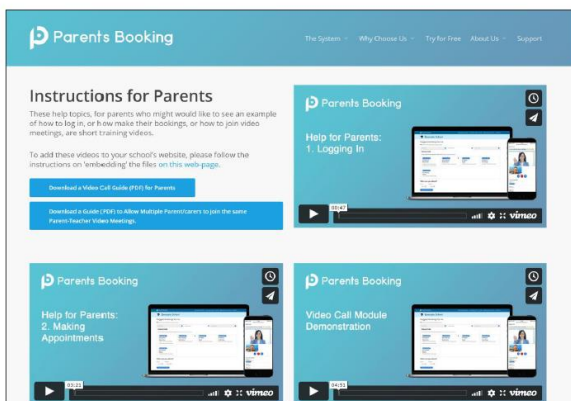 Parents Booking
The System Why Choose Us Try for Free About Us Support
Instructions for Parents
These help topics, for parents who might would like to see an example
of how to log in, or how make their bookings, or how to join video
meetings, are short training videos.
To add these videos to your school's website, please follow the
instructions on 'embedding' the files on this web-page.
Download a Video Call Guide (PDF) for Parents
Download a Guide (PDF) to Allow Multiple Parent/carers to join the same
Parent-Teacher Video Meetings.
Parents Booking
Help for Parents:
1. Logging In
00:47
vimeo
Parents Booking
Help for Parents:
2. Making
Appointments
03:21
vimeo
Parents Booking
Video Call Module
Demonstration
04:51
vimeo